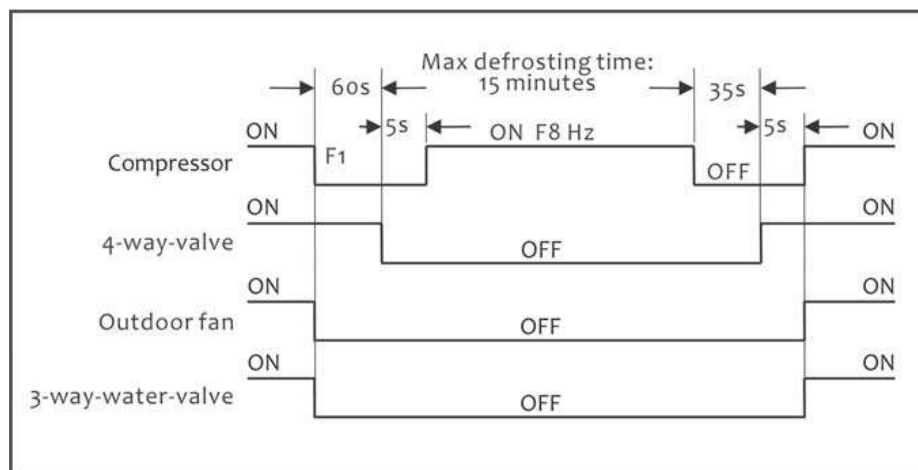 Max defrosting time:
60s 15 minutes 35s
ON 5s ON F8 Hz 5s ON
Compressor F1 OFF
ON ON
4-way-valve OFF
ON ON
Outdoor fan OFF
ON ON
3-way-water-valve OFF